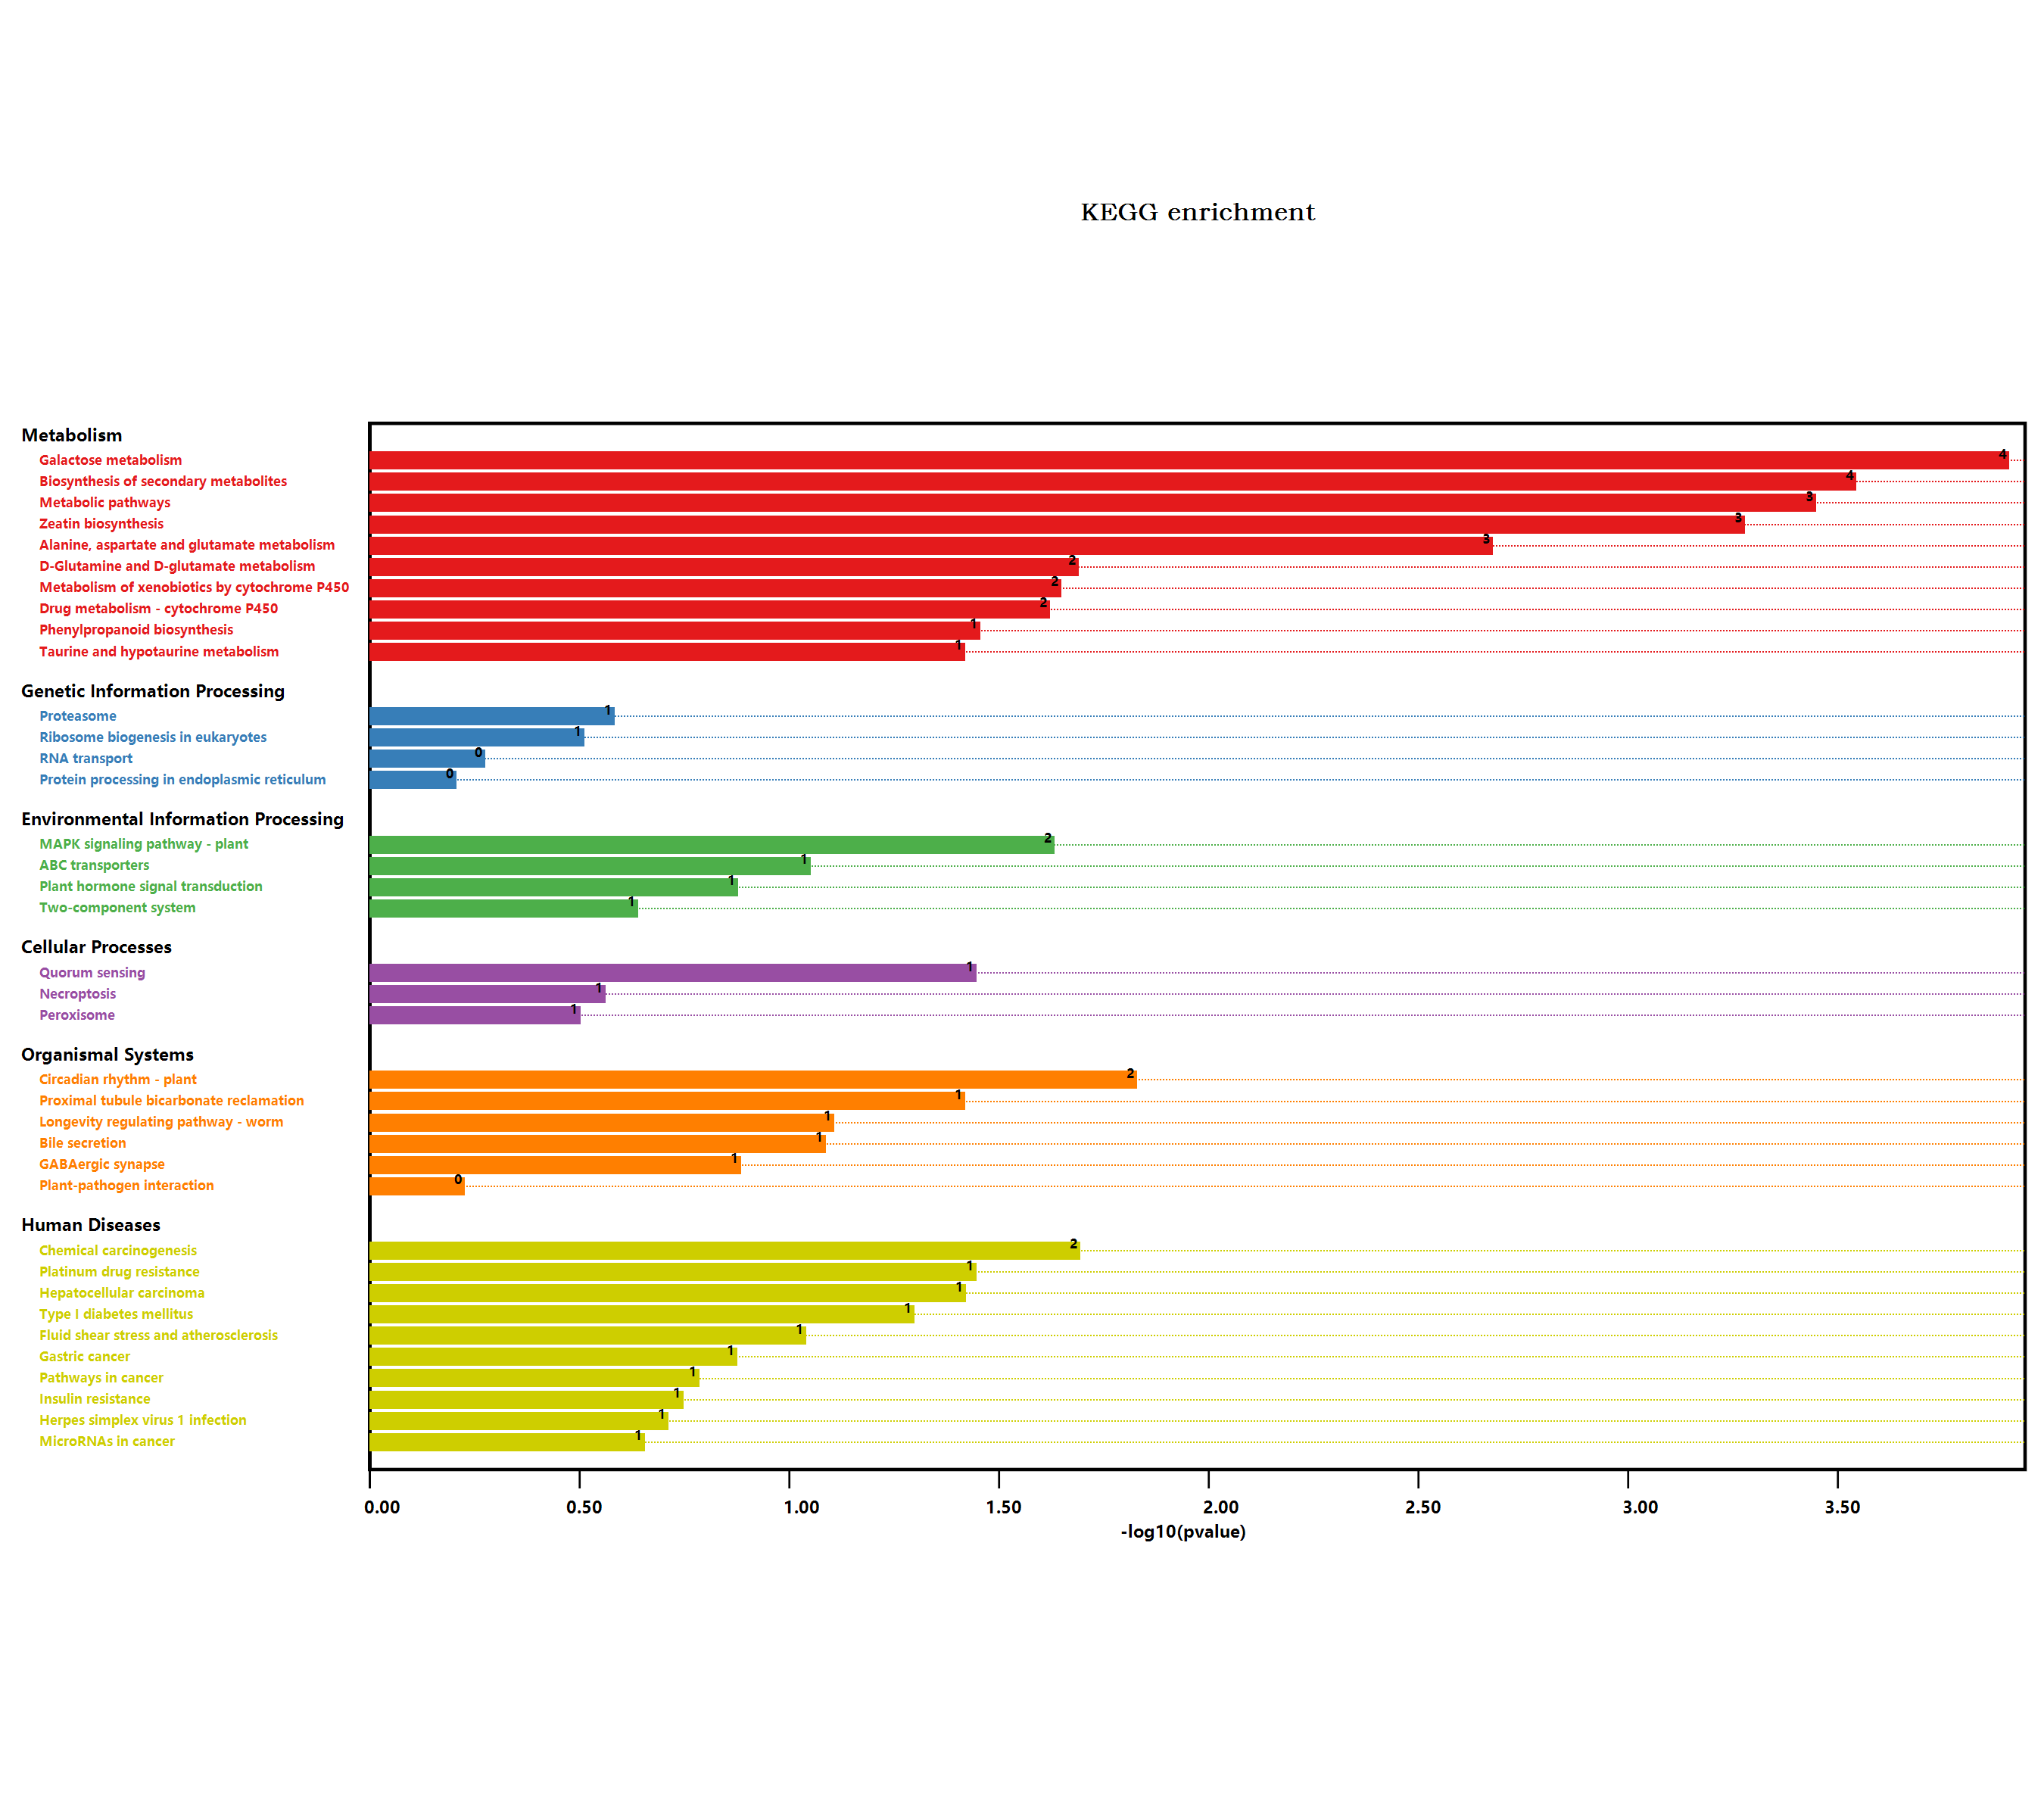 KEGG enrichment
Metabolism
Galactose metabolism 4
Biosynthesis of secondary metabolites 4
Metabolic pathways 3
Zeatin biosynthesis 3
Alanine, aspartate and glutamate metabolism 3
D-Glutamine and D-glutamate metabolism 2
Metabolism of xenobiotics by cytochrome P450 2
Drug metabolism - cytochrome P450 2
Phenylpropanoid biosynthesis 1
Taurine and hypotaurine metabolism 1
Genetic Information Processing
Proteasome 1
Ribosome biogenesis in eukaryotes 1
RNA transport 0
Protein processing in endoplasmic reticulum 0
Environmental Information Processing
MAPK signaling pathway - plant 2
ABC transporters 1
Plant hormone signal transduction 1
Two-component system 1
Cellular Processes
Quorum sensing 1
Necroptosis 1
Peroxisome 1
Organismal Systems
Circadian rhythm - plant 2
Proximal tubule bicarbonate reclamation 1
Longevity regulating pathway - worm 1
Bile secretion 1
GABAergic synapse 1
Plant-pathogen interaction 0
Human Diseases
Chemical carcinogenesis 2
Platinum drug resistance 1
Hepatocellular carcinoma 1
Type I diabetes mellitus 1
Fluid shear stress and atherosclerosis 1
Gastric cancer 1
Pathways in cancer 1
Insulin resistance 1
Herpes simplex virus 1 infection 1
MicroRNAs in cancer 1
0.00 0.50 1.00 1.50 2.00 2.50 3.00 3.50
-log10(pvalue)